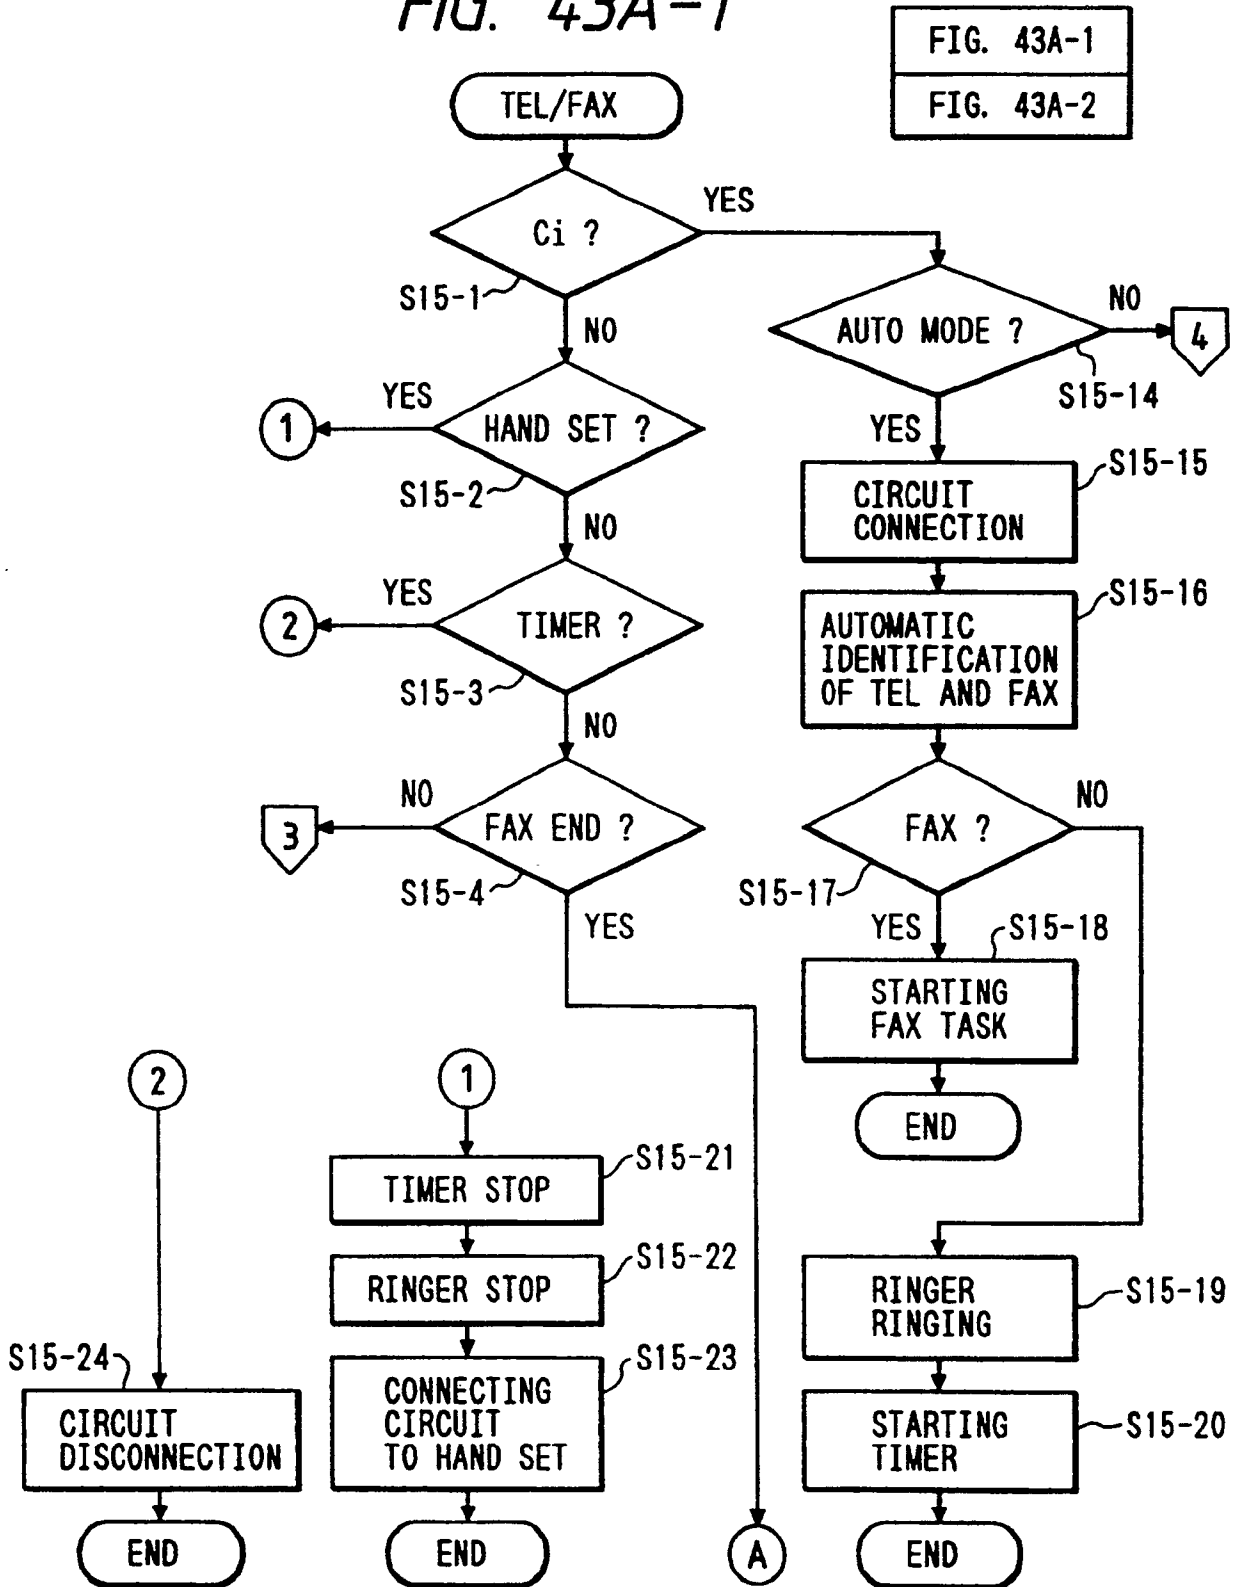 FIG. 43A-1
FIG. 43A-1
FIG. 43A-2
TEL/FAX
Ci ?
YES
S15-1
NO
AUTO MODE ?
NO
4
S15-14
YES
HAND SET ?
YES
1
S15-2
NO
CIRCUIT
CONNECTION
S15-15
TIMER ?
YES
2
S15-3
NO
AUTOMATIC
IDENTIFICATION
OF TEL AND FAX
S15-16
FAX END ?
NO
3
S15-4
YES
FAX ?
NO
S15-17
YES
S15-18
STARTING
FAX TASK
END
2
1
TIMER STOP
S15-21
RINGER STOP
S15-22
CONNECTING
CIRCUIT
TO HAND SET
S15-23
END
S15-24
CIRCUIT
DISCONNECTION
END
A
RINGER
RINGING
S15-19
STARTING
TIMER
S15-20
END